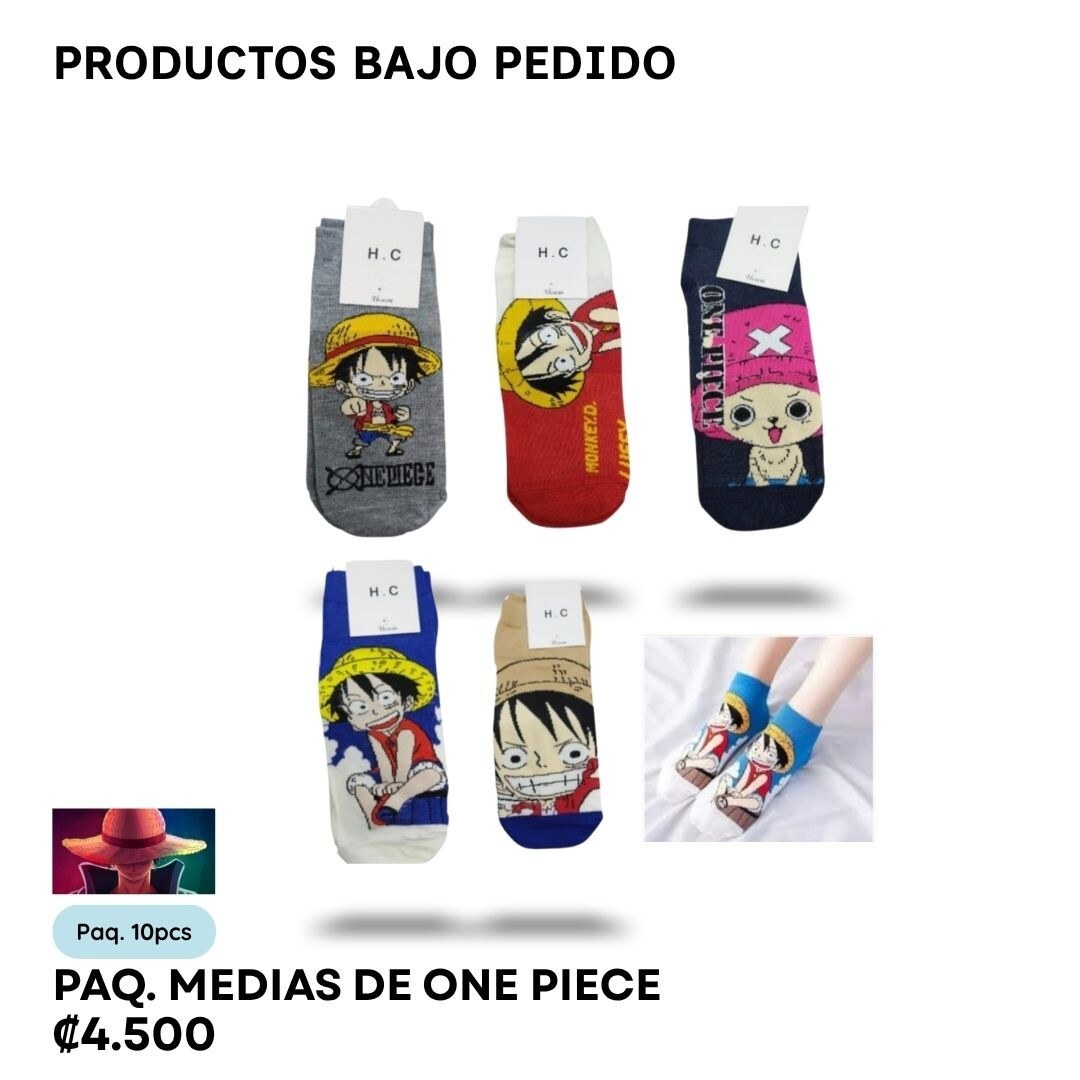 PRODUCTOS BAJO PEDIDO
H.C
H.C
H.C
ONE PIECE
MONKEY.D.
LUFFY
ONE PIECE
H.C
H.C
Paq. 10pcs
PAQ. MEDIAS DE ONE PIECE
₡4.500